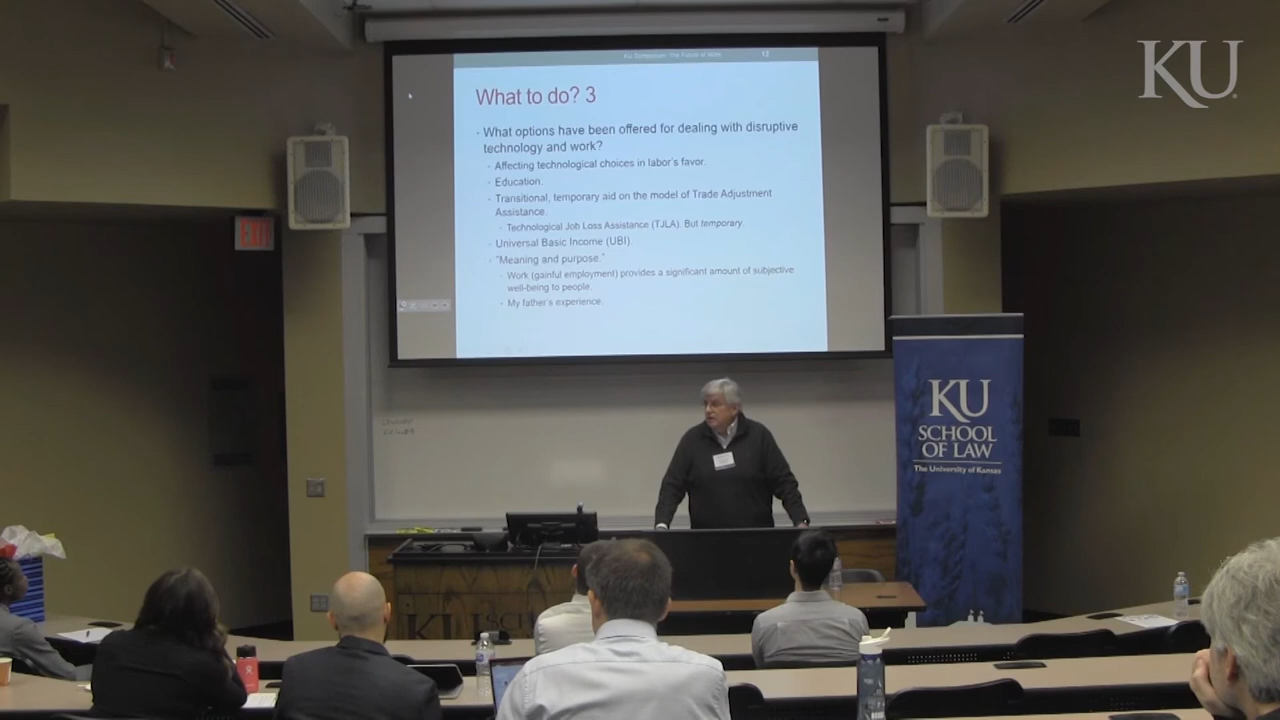 KU Symposium: The Future of Work
12
KU
What to do? 3
What options have been offered for dealing with disruptive
technology and work?
Affecting technological choices in labor's favor.
Education.
Transitional, temporary aid on the model of Trade Adjustment
Assistance.
Technological Job Loss Assistance (TJLA). But temporary.
Universal Basic Income (UBI).
"Meaning and purpose."
Work (gainful employment) provides a significant amount of subjective
well-being to people.
My father's experience.
EXIT
KU
SCHOOL
OF LAW
The University of Kansas
KU SC